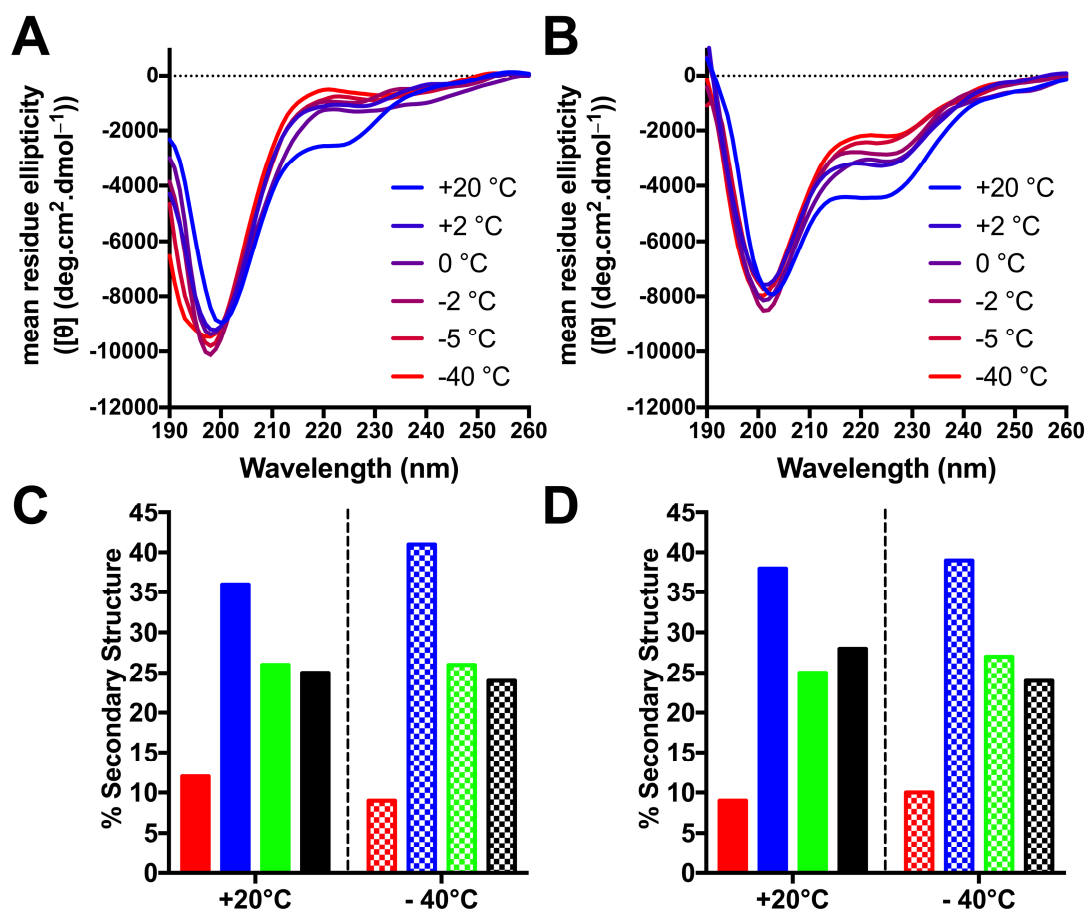 A
mean residue ellipticity
([θ] (deg.cm².dmol⁻¹))
0
-2000
-4000
-6000
-8000
-10000
-12000
190 200 210 220 230 240 250 260
Wavelength (nm)
+20 °C
+2 °C
0 °C
-2 °C
-5 °C
-40 °C
B
mean residue ellipticity
([θ] (deg.cm².dmol⁻¹))
0
-2000
-4000
-6000
-8000
-10000
-12000
190 200 210 220 230 240 250 260
Wavelength (nm)
+20 °C
+2 °C
0 °C
-2 °C
-5 °C
-40 °C
C
% Secondary Structure
45
40
35
30
25
20
15
10
5
0
+20°C - 40°C
D
% Secondary Structure
45
40
35
30
25
20
15
10
5
0
+20°C - 40°C